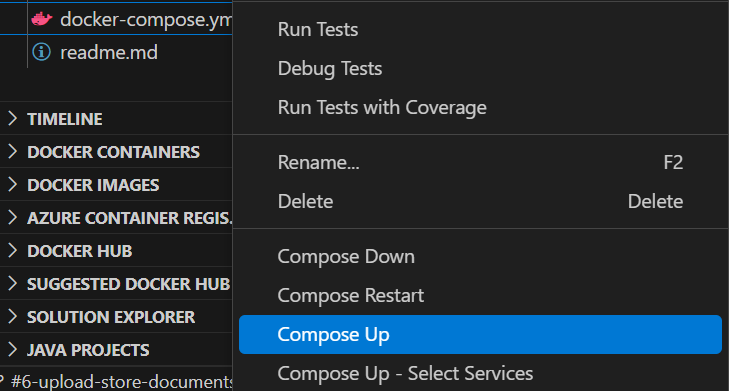 docker-compose.ym
readme.md
TIMELINE
DOCKER CONTAINERS
DOCKER IMAGES
AZURE CONTAINER REGIS.
DOCKER HUB
SUGGESTED DOCKER HUB
SOLUTION EXPLORER
JAVA PROJECTS
#6-upload-store-documents
Run Tests
Debug Tests
Run Tests with Coverage
Rename... F2
Delete Delete
Compose Down
Compose Restart
Compose Up
Compose Up - Select Services